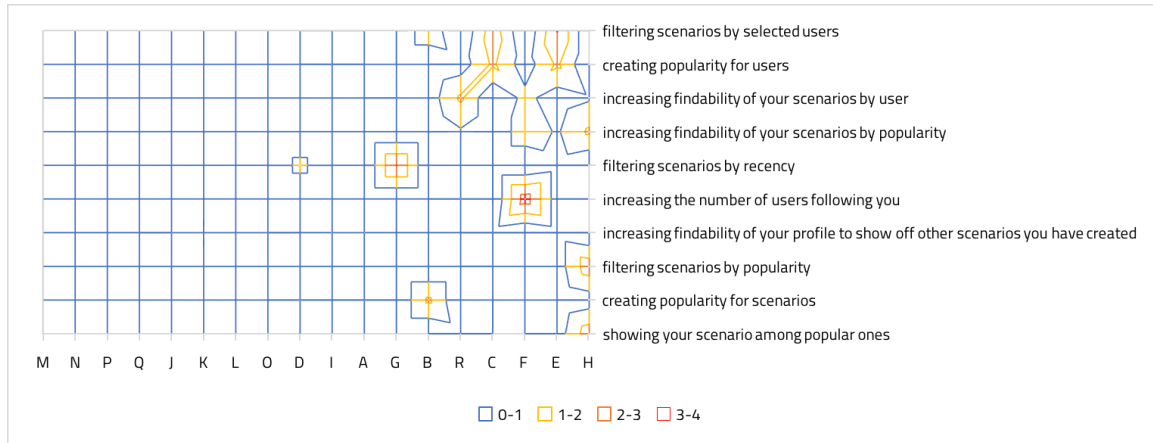 filtering scenarios by selected users
creating popularity for users
increasing findability of your scenarios by user
increasing findability of your scenarios by popularity
filtering scenarios by recency
increasing the number of users following you
increasing findability of your profile to show off other scenarios you have created
filtering scenarios by popularity
creating popularity for scenarios
showing your scenario among popular ones
M N P Q J K L O D I A G B R C F E H
0-1 1-2 2-3 3-4